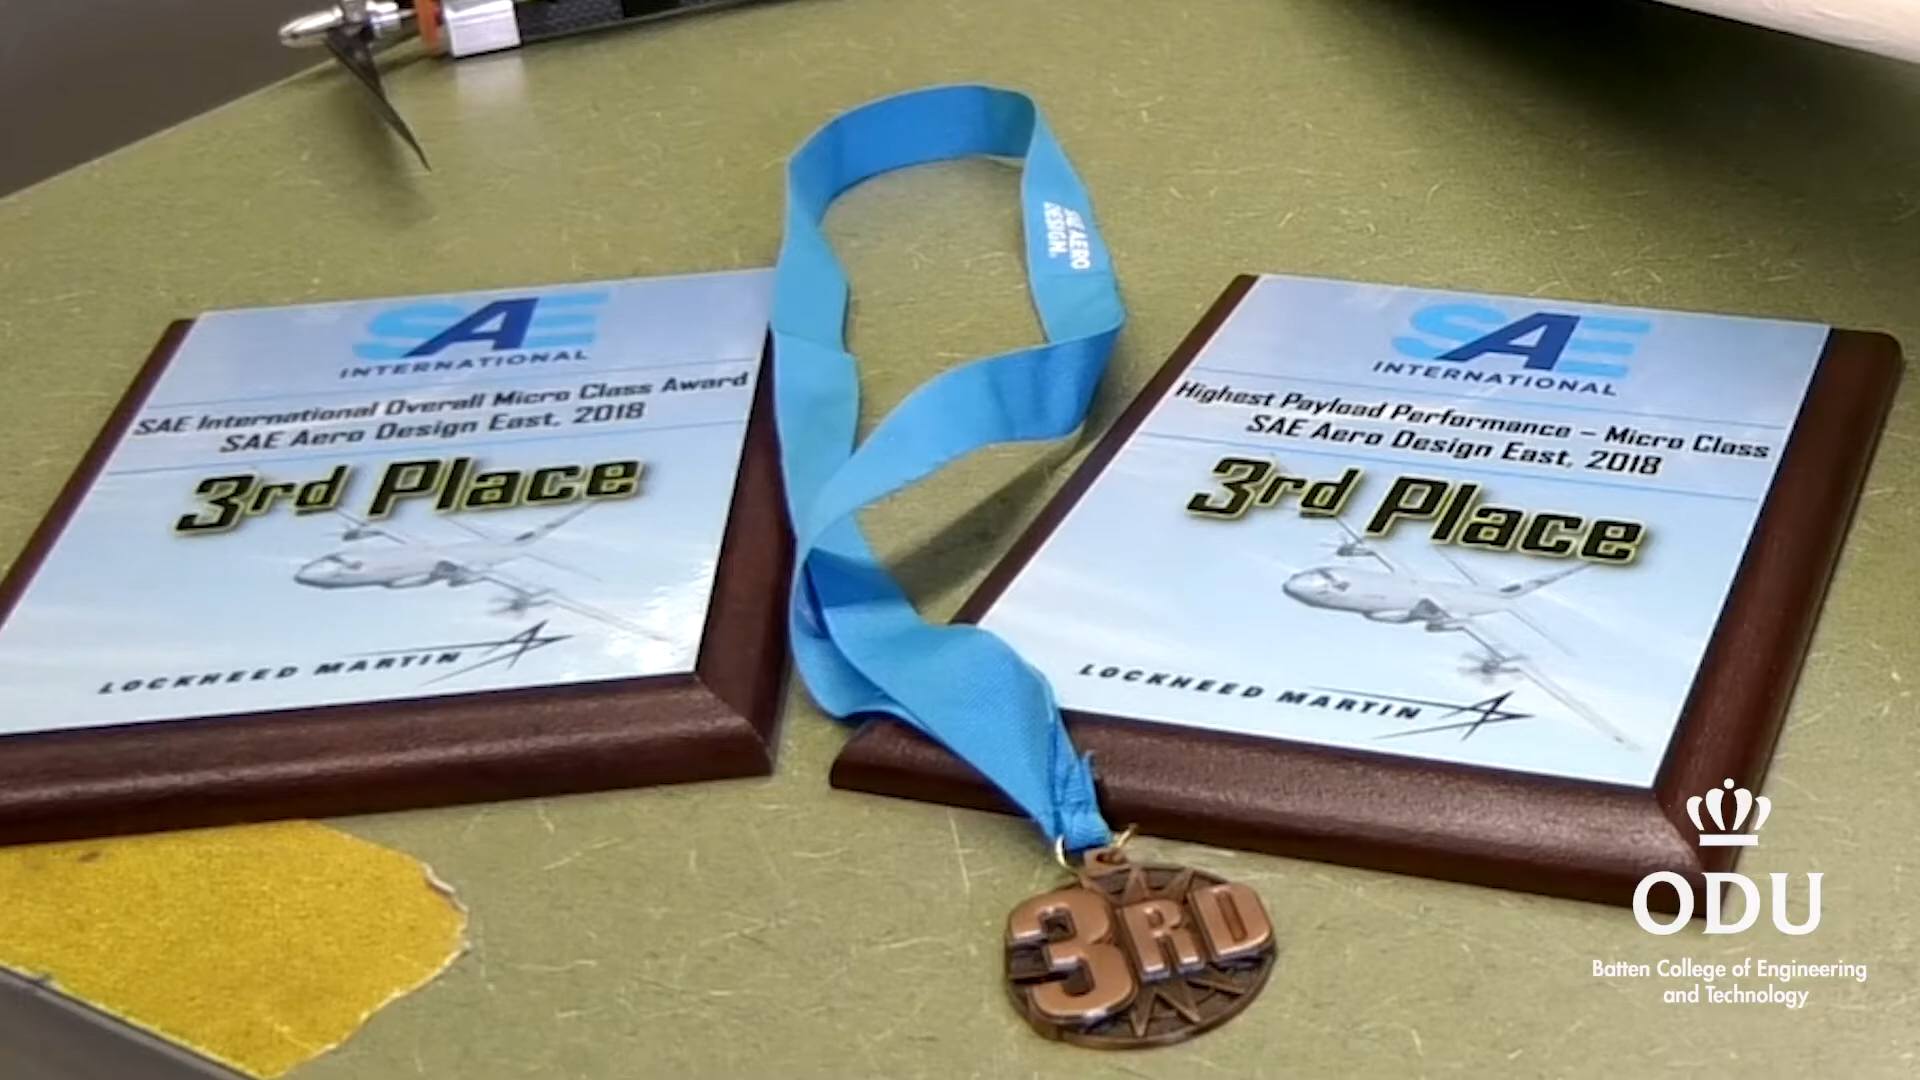 SAE
INTERNATIONAL
SAE International Overall Micro Class Award
SAE Aero Design East, 2018
3rd Place
LOCKHEED MARTIN
SAE AERO
DESIGN.
SAE
INTERNATIONAL
Highest Payload Performance – Micro Class
SAE Aero Design East, 2018
3rd Place
LOCKHEED MARTIN
3RD
ODU
Batten College of Engineering
and Technology